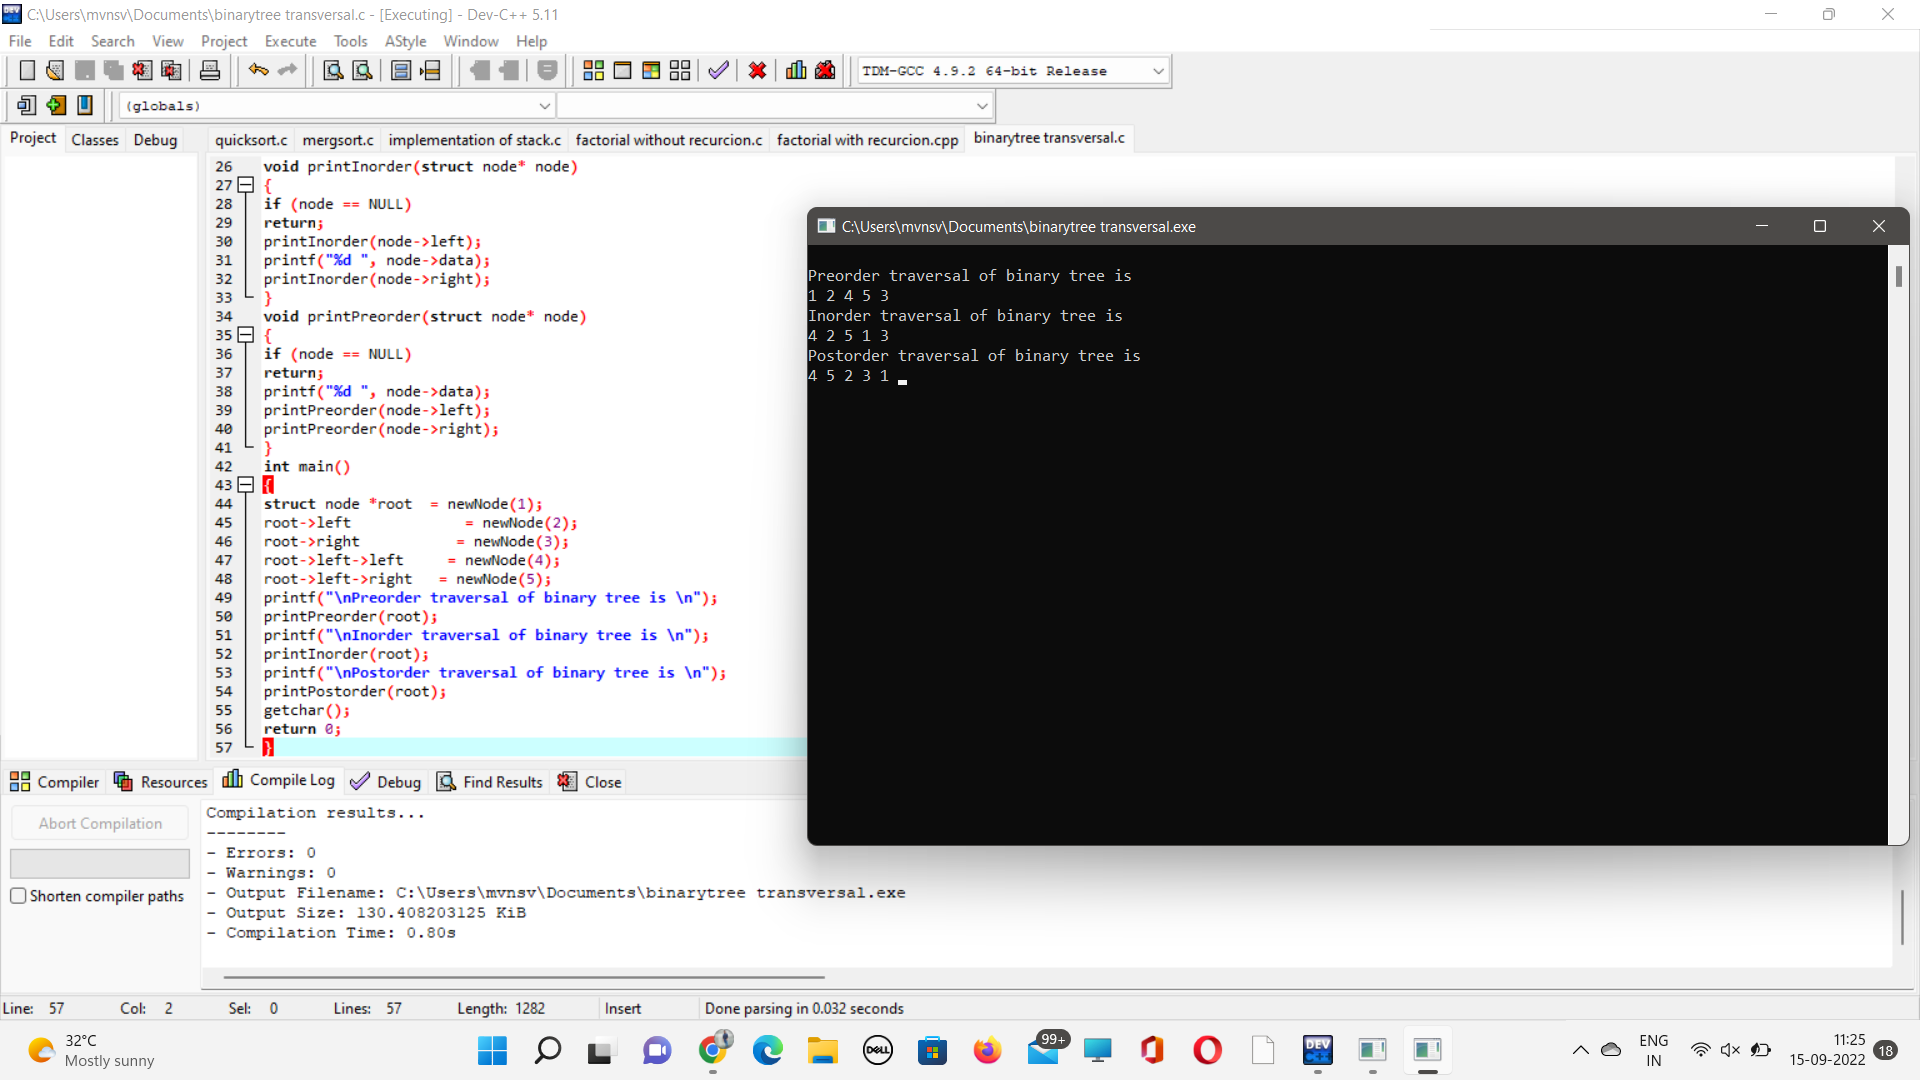 C:\Users\mvnsv\Documents\binarytree transversal.c - [Executing] - Dev-C++ 5.11
File Edit Search View Project Execute Tools AStyle Window Help
TDM-GCC 4.9.2 64-bit Release
(globals)
Project Classes Debug
quicksort.c mergsort.c implementation of stack.c factorial without recurcion.c factorial with recurcion.cpp binarytree transversal.c
26 void printInorder(struct node* node)
27 {
28 if (node == NULL)
29 return;
30 printInorder(node->left);
31 printf("%d ", node->data);
32 printInorder(node->right);
33 }
34 void printPreorder(struct node* node)
35 {
36 if (node == NULL)
37 return;
38 printf("%d ", node->data);
39 printPreorder(node->left);
40 printPreorder(node->right);
41 }
42 int main()
43 {
44 struct node *root  = newNode(1);
45 root->left             = newNode(2);
46 root->right           = newNode(3);
47 root->left->left     = newNode(4);
48 root->left->right   = newNode(5);
49 printf("\nPreorder traversal of binary tree is \n");
50 printPreorder(root);
51 printf("\nInorder traversal of binary tree is \n");
52 printInorder(root);
53 printf("\nPostorder traversal of binary tree is \n");
54 printPostorder(root);
55 getchar();
56 return 0;
57 }
C:\Users\mvnsv\Documents\binarytree transversal.exe
Preorder traversal of binary tree is
1 2 4 5 3
Inorder traversal of binary tree is
4 2 5 1 3
Postorder traversal of binary tree is
4 5 2 3 1
Compiler Resources Compile Log Debug Find Results Close
Abort Compilation
Shorten compiler paths
Compilation results...
--------
- Errors: 0
- Warnings: 0
- Output Filename: C:\Users\mvnsv\Documents\binarytree transversal.exe
- Output Size: 130.408203125 KiB
- Compilation Time: 0.80s
Line: 57 Col: 2 Sel: 0 Lines: 57 Length: 1282 Insert Done parsing in 0.032 seconds
32°C
Mostly sunny
DELL
99+
DEV
C++
ENG
IN
11:25
15-09-2022
18